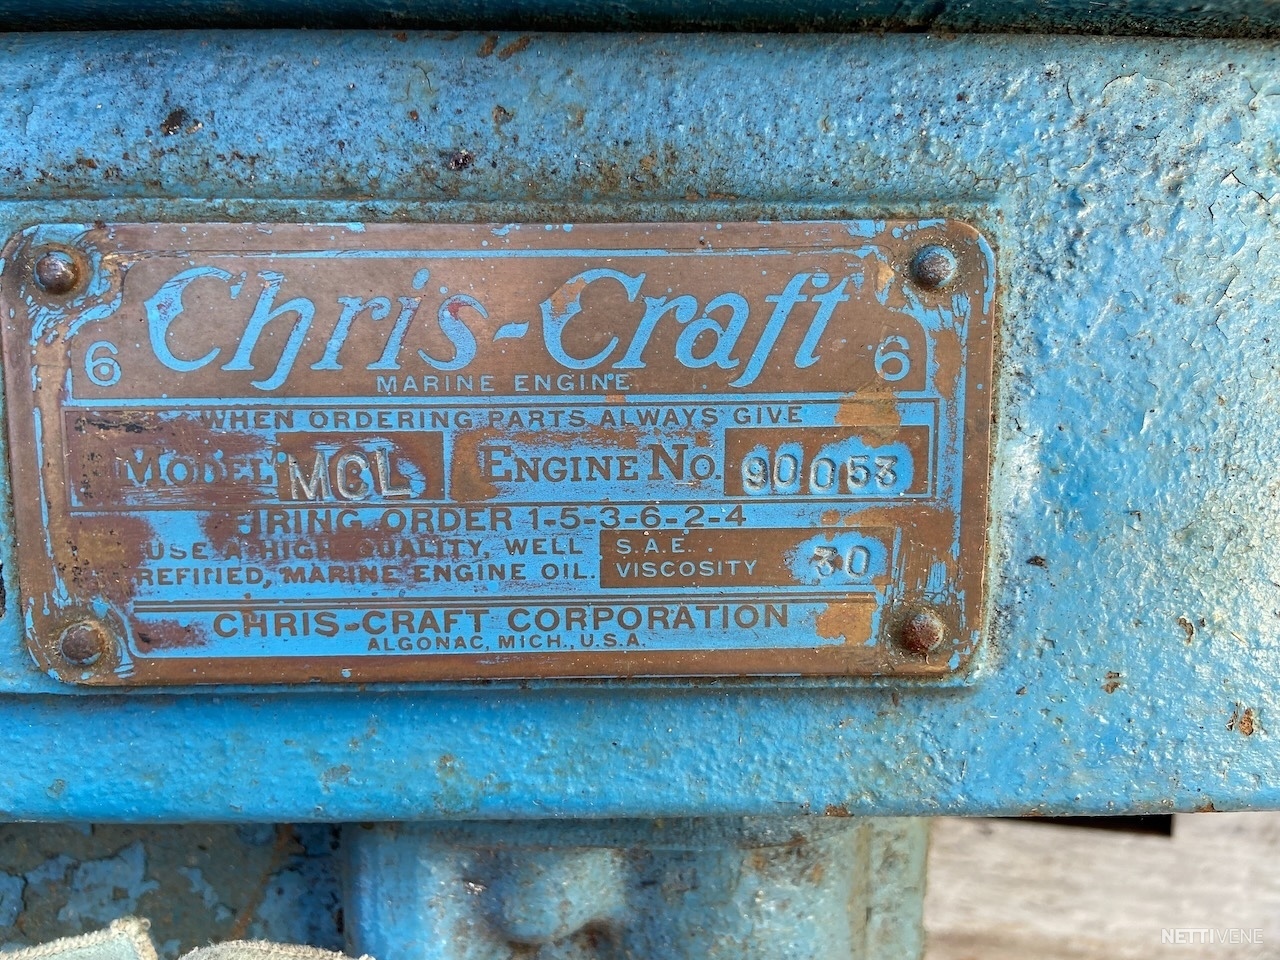 Chris-Craft
6 6
MARINE ENGINE
WHEN ORDERING PARTS ALWAYS GIVE
MODEL MCL ENGINE NO. 90053
FIRING ORDER 1-5-3-6-2-4
USE A HIGH QUALITY, WELL
REFINED, MARINE ENGINE OIL.
S.A.E.
VISCOSITY 30
CHRIS-CRAFT CORPORATION
ALGONAC, MICH., U.S.A.
NETTIVENE